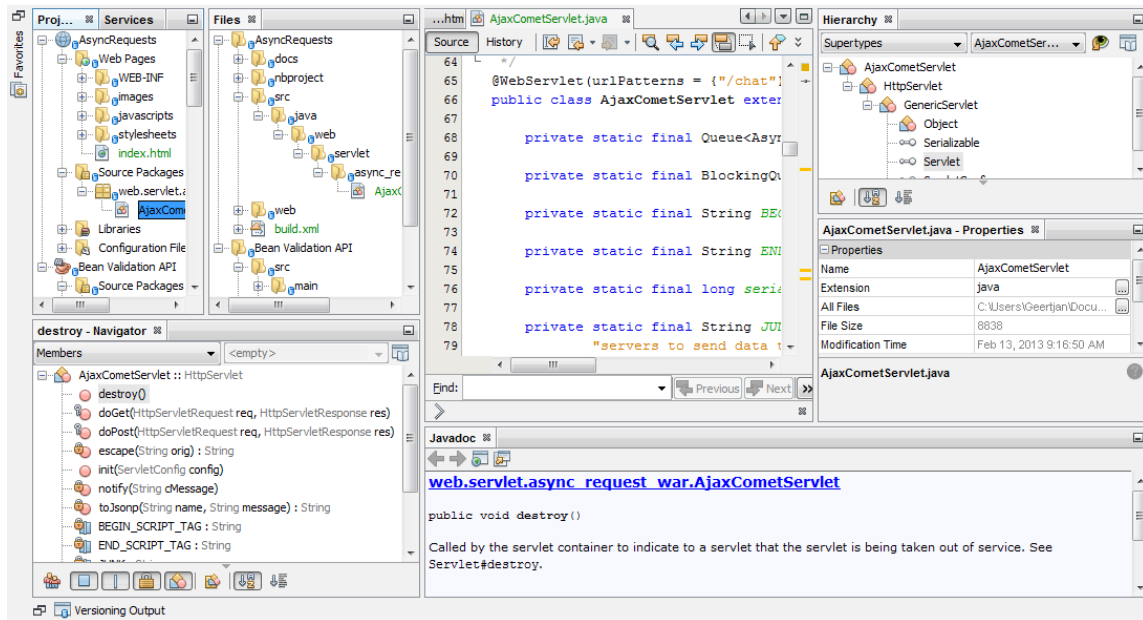 Favorites
Proj... Services
AsyncRequests
Web Pages
WEB-INF
images
javascripts
stylesheets
index.html
Source Packages
web.servlet.a
AjaxCom
Libraries
Configuration File
Bean Validation API
Source Packages
Files
AsyncRequests
docs
nbproject
src
java
web
servlet
async_re
AjaxC
web
build.xml
Bean Validation API
src
main
destroy - Navigator
Members <empty>
AjaxCometServlet :: HttpServlet
destroy()
doGet(HttpServletRequest req, HttpServletResponse res)
doPost(HttpServletRequest req, HttpServletResponse res)
escape(String orig) : String
init(ServletConfig config)
notify(String cMessage)
toJsonp(String name, String message) : String
BEGIN_SCRIPT_TAG : String
END_SCRIPT_TAG : String
...htm AjaxCometServlet.java
Source History
64 */
65 @WebServlet(urlPatterns = {"/chat"}
66 public class AjaxCometServlet exter
67
68 private static final Queue<Asyn
69
70 private static final BlockingQu
71
72 private static final String BEG
73
74 private static final String END
75
76 private static final long seria
77
78 private static final String JUN
79 "servers to send data t
Find: Previous Next
Javadoc
web.servlet.async_request_war.AjaxCometServlet
public void destroy()
Called by the servlet container to indicate to a servlet that the servlet is being taken out of service. See
Servlet#destroy.
Hierarchy
Supertypes AjaxCometSer...
AjaxCometServlet
HttpServlet
GenericServlet
Object
Serializable
Servlet
AjaxCometServlet.java - Properties
Properties
Name AjaxCometServlet
Extension java ...
All Files C:\Users\Geertjan\Docu... ...
File Size 8838
Modification Time Feb 13, 2013 9:16:50 AM
AjaxCometServlet.java
Versioning Output